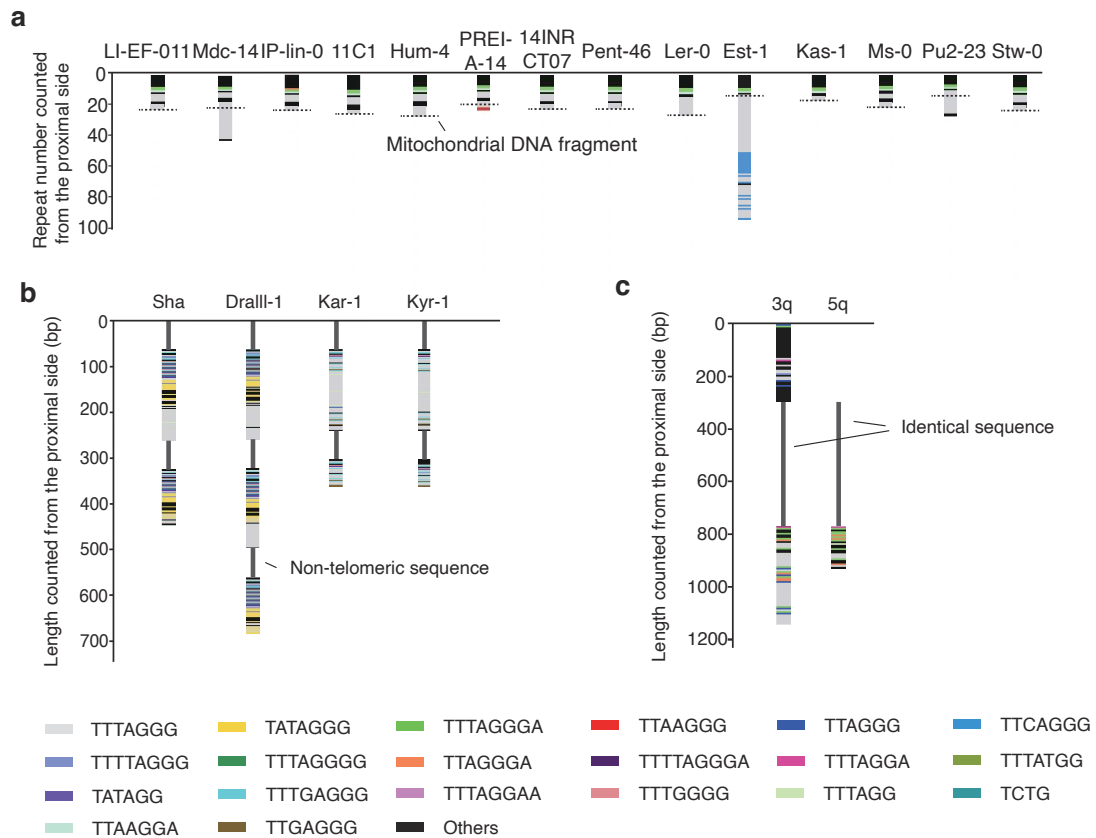 a
LI-EF-011 Mdc-14 IP-lin-0 11C1 Hum-4 PREI-A-14 14INRCT07 Pent-46 Ler-0 Est-1 Kas-1 Ms-0 Pu2-23 Stw-0
Repeat number counted
from the proximal side
0
20
40
60
80
100
Mitochondrial DNA fragment
b
Sha DraIII-1 Kar-1 Kyr-1
Length counted from the proximal side (bp)
0
100
200
300
400
500
600
700
Non-telomeric sequence
c
3q 5q
Length counted from the proximal side (bp)
0
200
400
600
800
1000
1200
Identical sequence
TTTAGGG TATAGGG TTTAGGGA TTAAGGG TTAGGG TTCAGGG
TTTTAGGG TTTAGGGG TTAGGGA TTTTAGGGA TTTAGGA TTTATGG
TATAGG TTTGAGGG TTTAGGAA TTTGGGG TTTAGG TCTG
TTAAGGA TTGAGGG Others